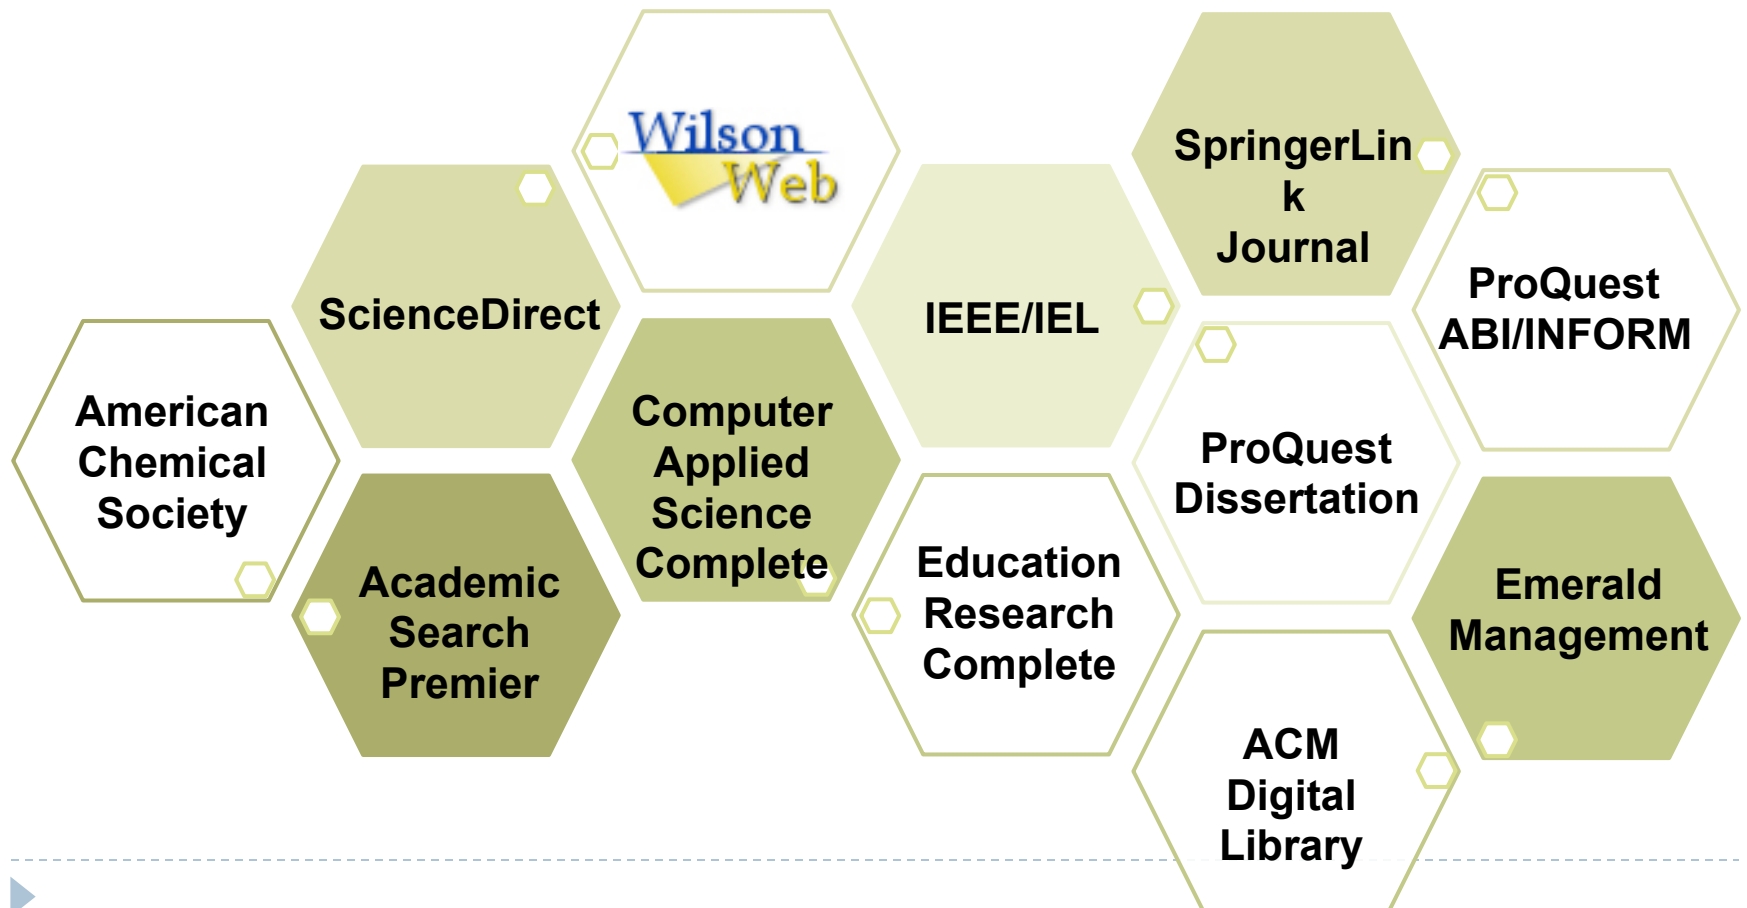 Wilson
Web
SpringerLin
k
Journal
ScienceDirect
IEEE/IEL
ProQuest
ABI/INFORM
American
Chemical
Society
Computer
Applied
Science
Complete
ProQuest
Dissertation
Academic
Search
Premier
Education
Research
Complete
Emerald
Management
ACM
Digital
Library